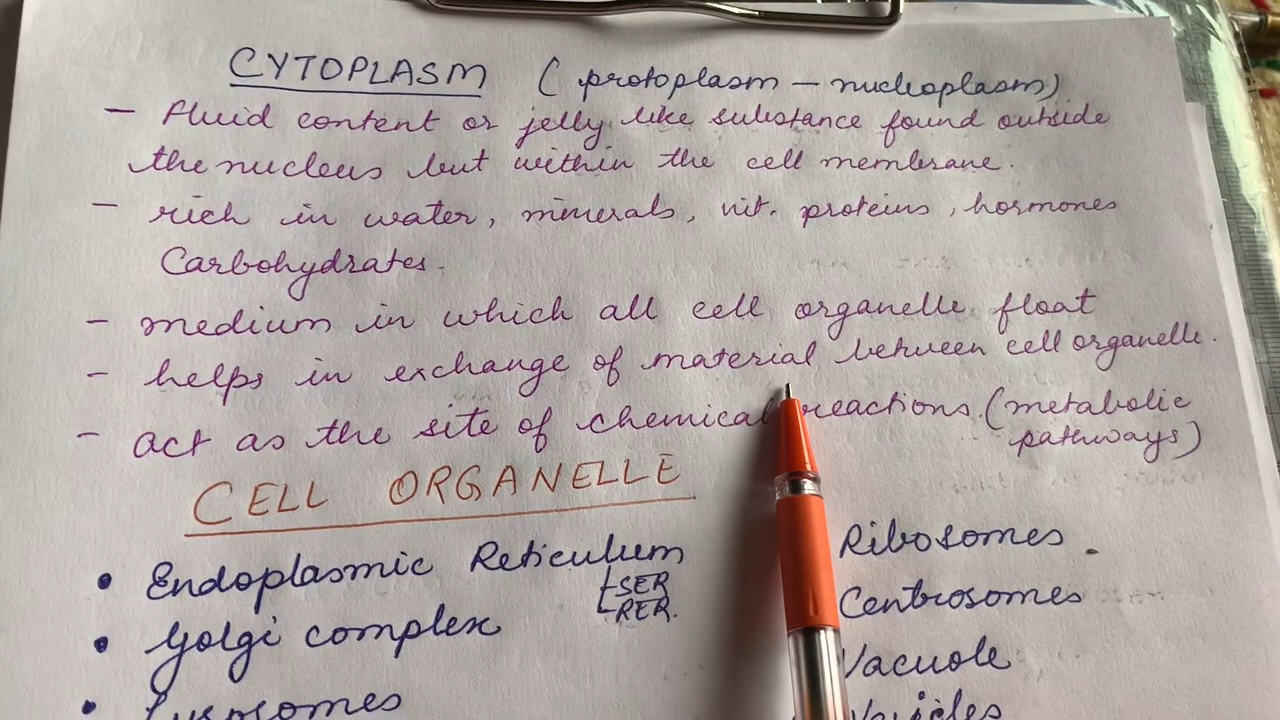 CYTOPLASM (protoplasm – nucleoplasm)
– fluid content or jelly like substance found outside
the nucleus but within the cell membrane.
– rich in water, minerals, vit. proteins, hormones
Carbohydrates.
– medium in which all cell organelle float
– helps in exchange of material between cell organelle.
– act as the site of chemical reactions. (metabolic
pathways)
CELL ORGANELLE
• Endoplasmic Reticulum
SER
RER.
• Golgi complex
• Lysosomes
Ribosomes.
Centrosomes
Vacuole
Vesicles